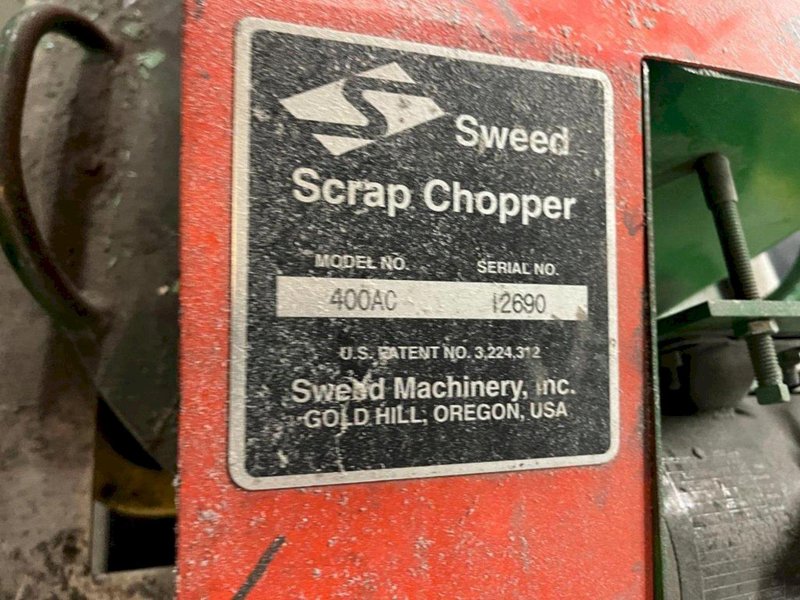 Sweed
Scrap Chopper
MODEL NO. SERIAL NO.
400AC 12690
U.S. PATENT NO. 3,224,312
Sweed Machinery, Inc.
GOLD HILL, OREGON, USA